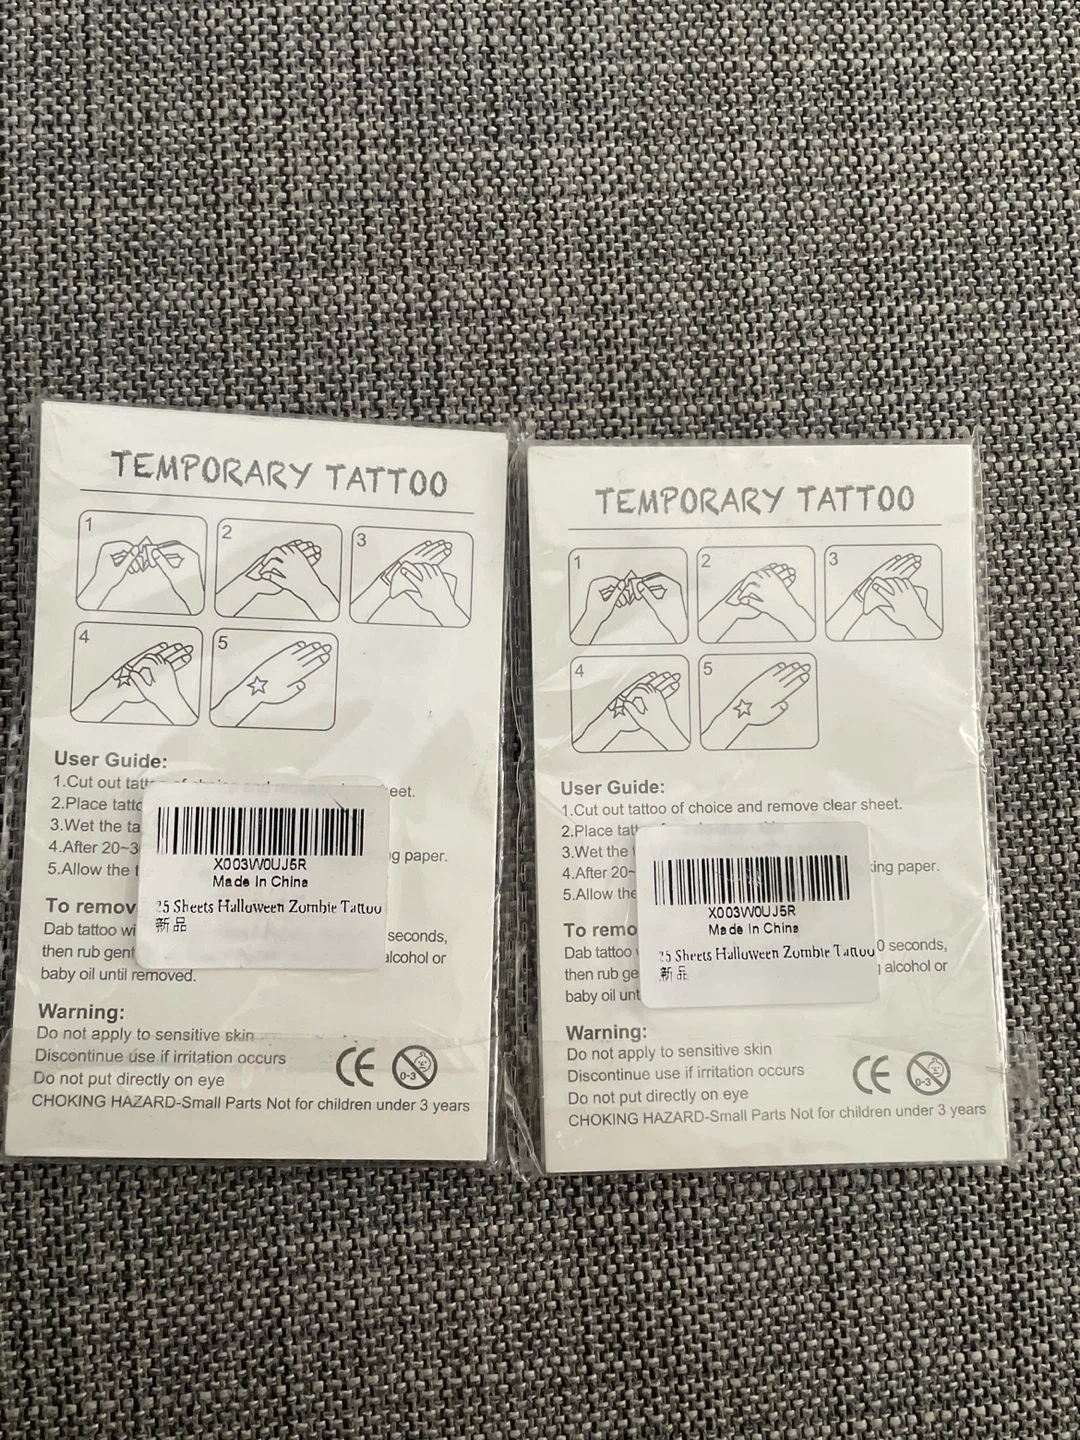 TEMPORARY TATTOO
1
2
3
4
5
User Guide:
1.Cut out eet.
2.Place
3.Wet the
4.After 20~3 paper.
5.Allow the
X003W0UJ5R
Made In China
25 Sheets Halloween Zombie Tattoo
新品
To remov
Dab tattoo seconds,
then rub alcohol or
baby oil until removed.
Warning:
Do not apply to sensitive skin
Discontinue use if irritation occurs
Do not put directly on eye
CE
0-3
CHOKING HAZARD-Small Parts Not for children under 3 years
TEMPORARY TATTOO
1
2
3
4
5
User Guide:
1.Cut out tattoo of choice and remove clear sheet.
2.Place
3.Wet the
4.After 20~ king paper.
5.Allow the
X003W0UJ5R
Made In China
25 Sheets Halloween Zombie Tattoo
新品
To remo
Dab tattoo 0 seconds,
then rub ge alcohol or
baby oil unt
Warning:
Do not apply to sensitive skin
Discontinue use if irritation occurs
Do not put directly on eye
CE
0-3
CHOKING HAZARD-Small Parts Not for children under 3 years